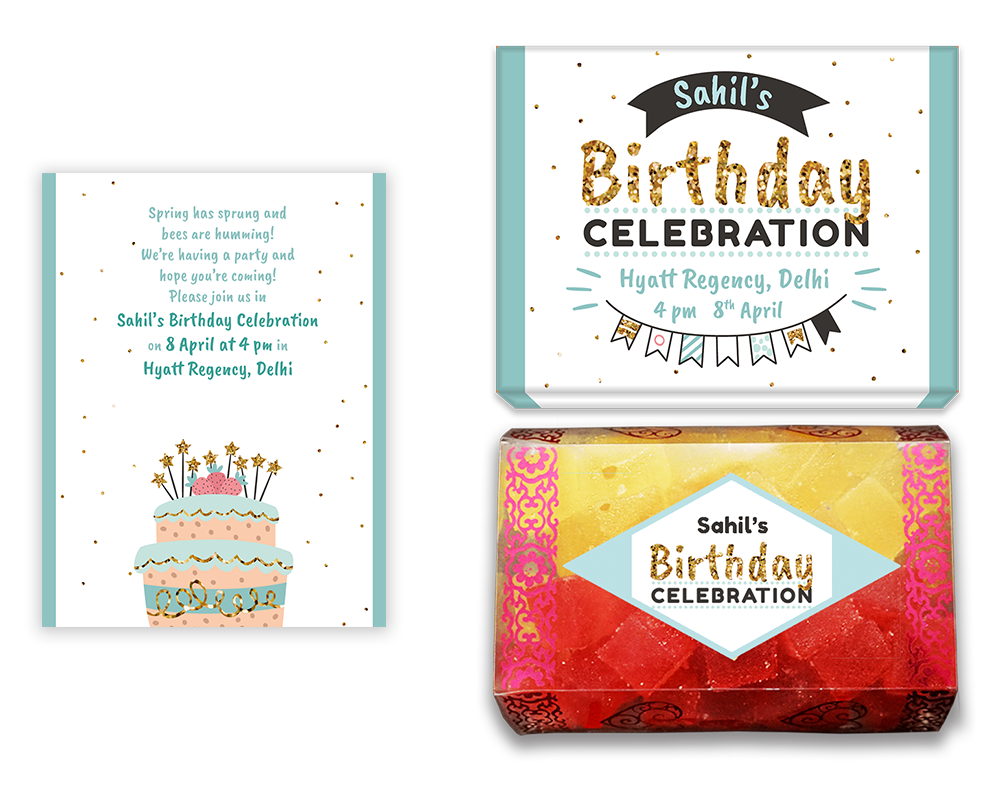 Spring has sprung and
bees are humming!
We're having a party and
hope you're coming!
Please join us in
Sahil's Birthday Celebration
on 8 April at 4 pm in
Hyatt Regency, Delhi
Sahil's
Birthday
CELEBRATION
Hyatt Regency, Delhi
4 pm 8th April
Sahil's
Birthday
CELEBRATION